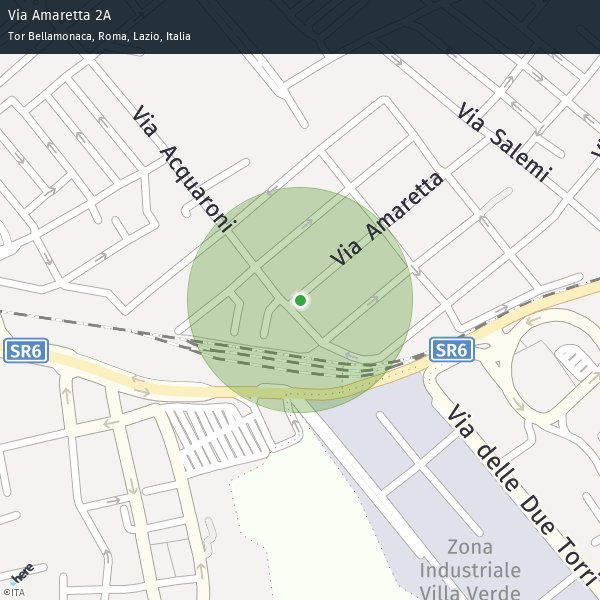 Via Amaretta 2A
Tor Bellamonaca, Roma, Lazio, Italia
Via Acquaroni
Via Salemi
Via Amaretta
SR6
SR6
Via delle Due Torri
Zona
Industriale
Villa Verde
here
©ITA